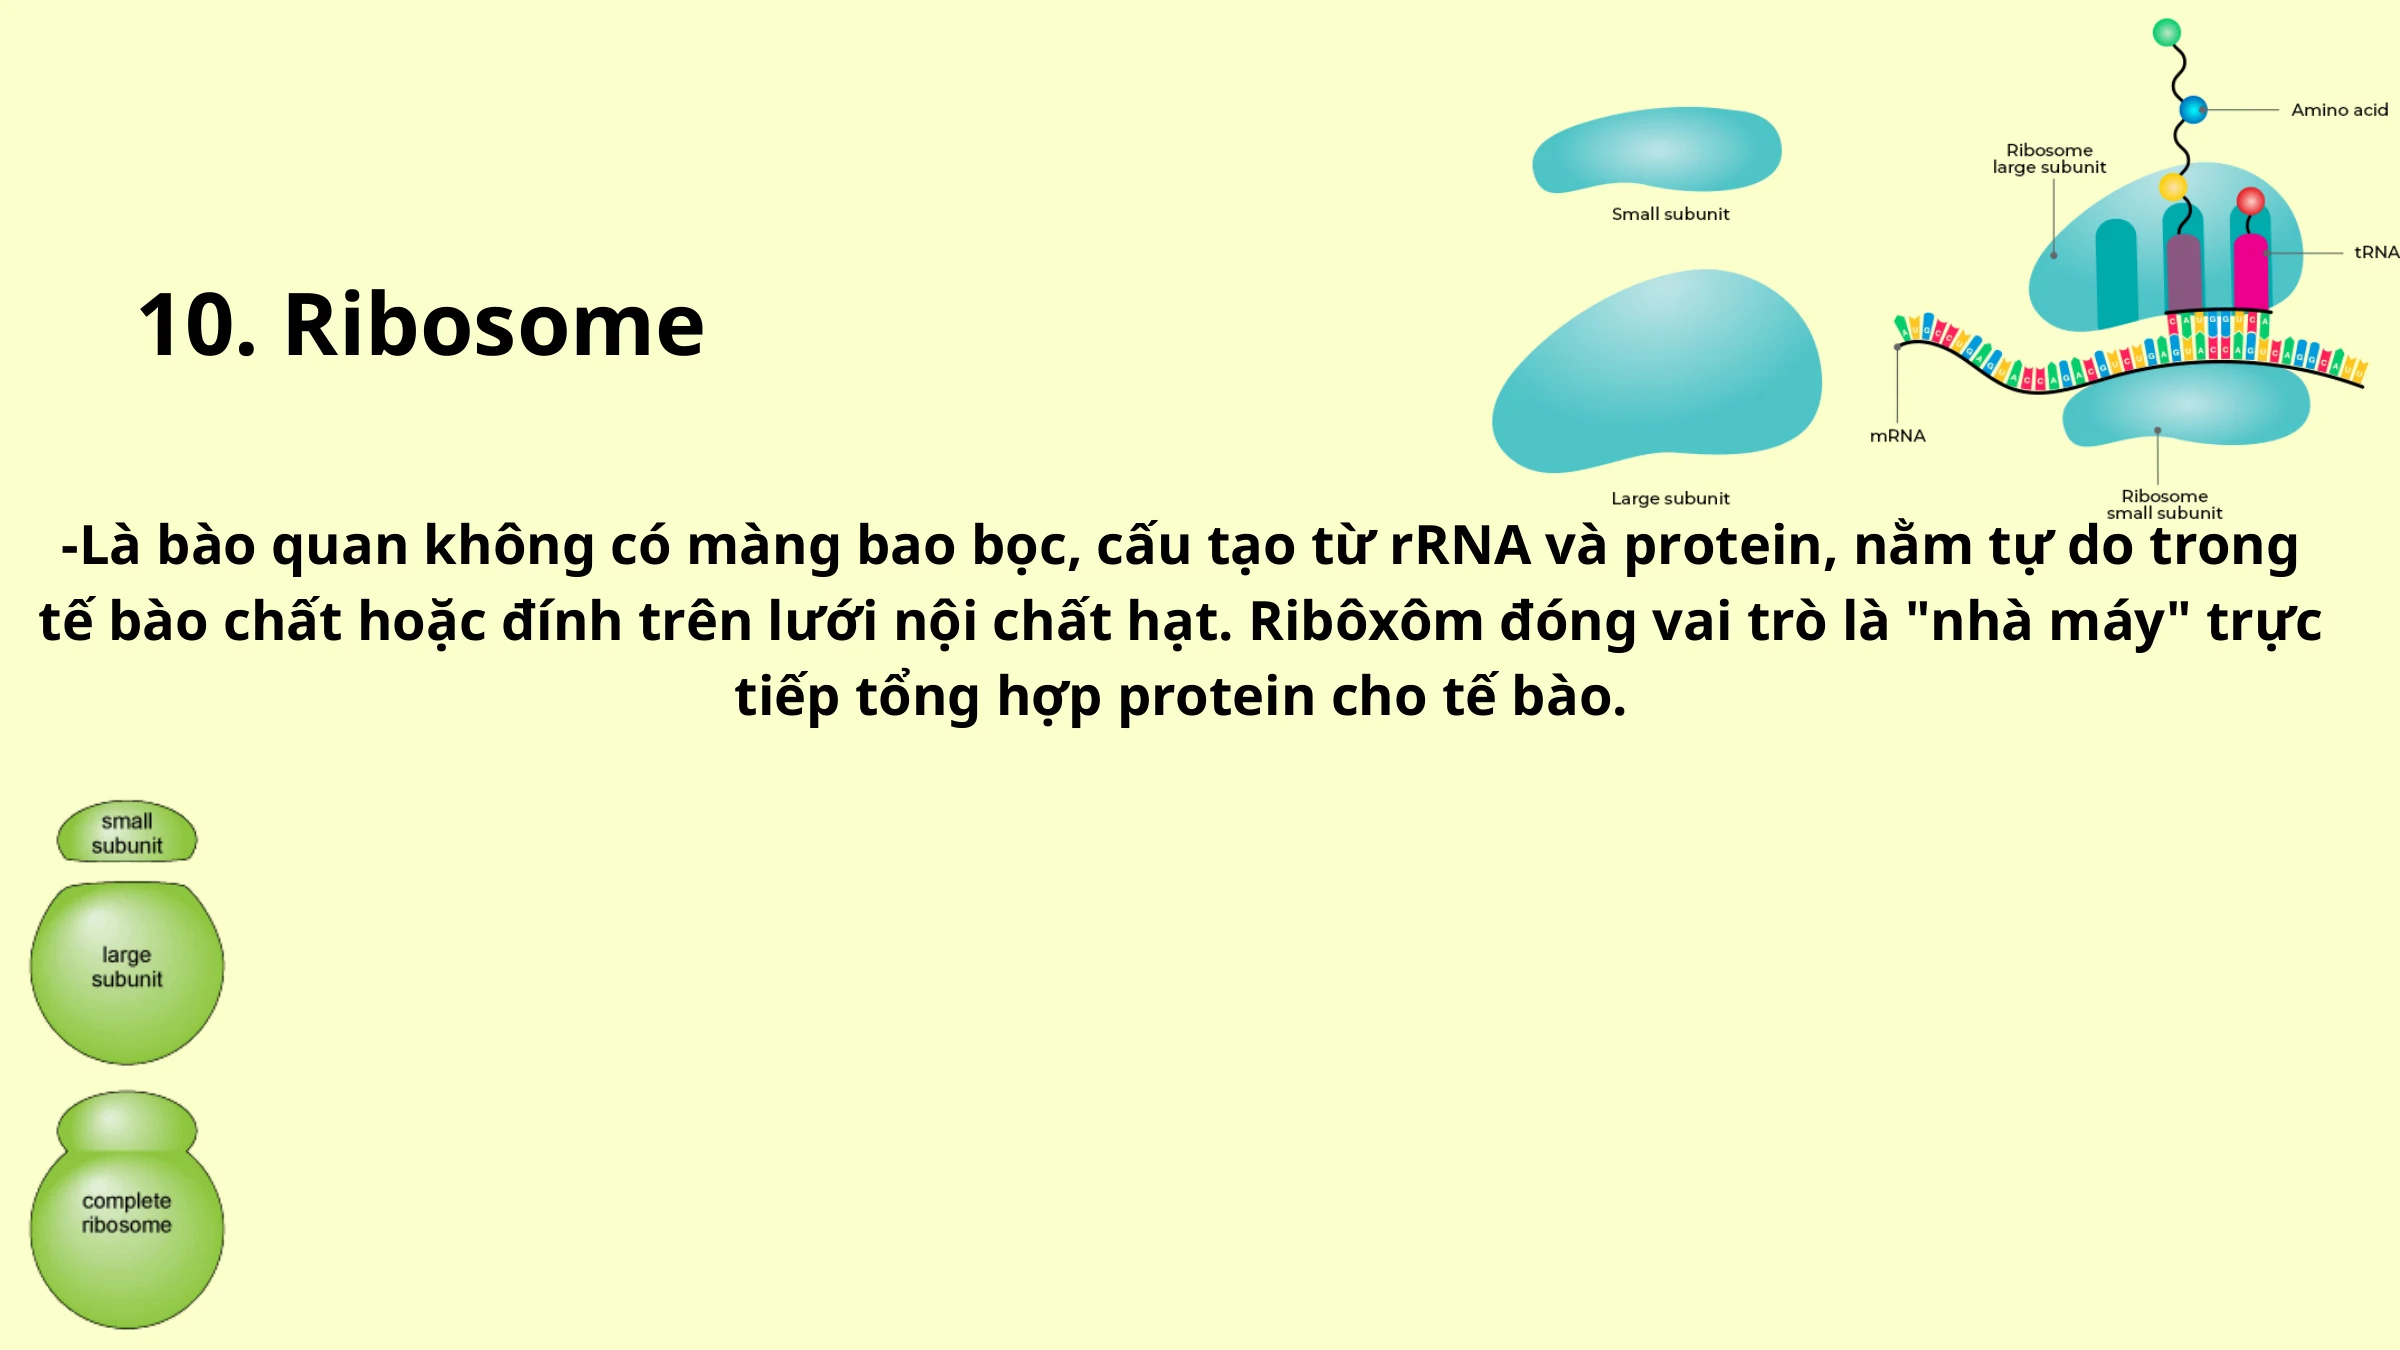 10. Ribosome
Small subunit
Large subunit
Amino acid
Ribosome
large subunit
tRNA
mRNA
Ribosome
small subunit
-Là bào quan không có màng bao bọc, cấu tạo từ rRNA và protein, nằm tự do trong
tế bào chất hoặc đính trên lưới nội chất hạt. Ribôxôm đóng vai trò là "nhà máy" trực
tiếp tổng hợp protein cho tế bào.
small
subunit
large
subunit
complete
ribosome